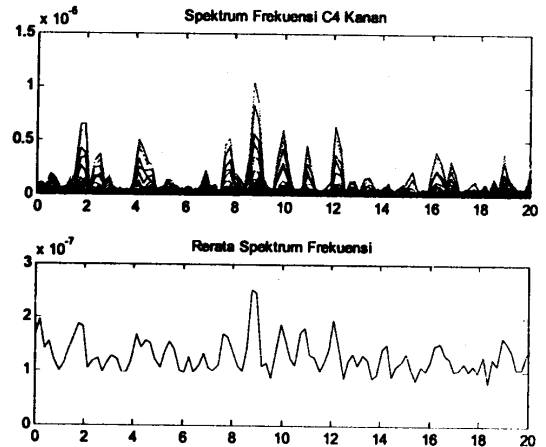 Spektrum Frekuensi C4 Kanan
1.5 x 10^-6
1
0.5
0
0 2 4 6 8 10 12 14 16 18 20
Rerata Spektrum Frekuensi
x 10^-7
3
2
1
0
0 2 4 6 8 10 12 14 16 18 20